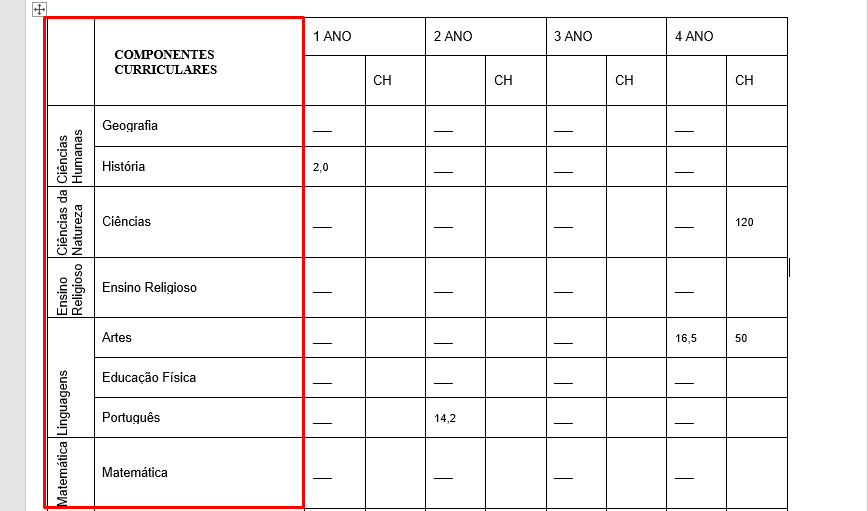 COMPONENTES
CURRICULARES
1 ANO
2 ANO
3 ANO
4 ANO
CH
CH
CH
CH
Ciências
Humanas
Geografia
___ ___ ___ ___
História
2,0 ___ ___ ___
Ciências da
Natureza
Ciências
___ ___ ___ ___ 120
Ensino
Religioso
Ensino Religioso
___ ___ ___ ___
Linguagens
Artes
___ ___ ___ 16,5 50
Educação Física
___ ___ ___ ___
Português
___ 14,2 ___ ___
Matemática
Matemática
___ ___ ___ ___